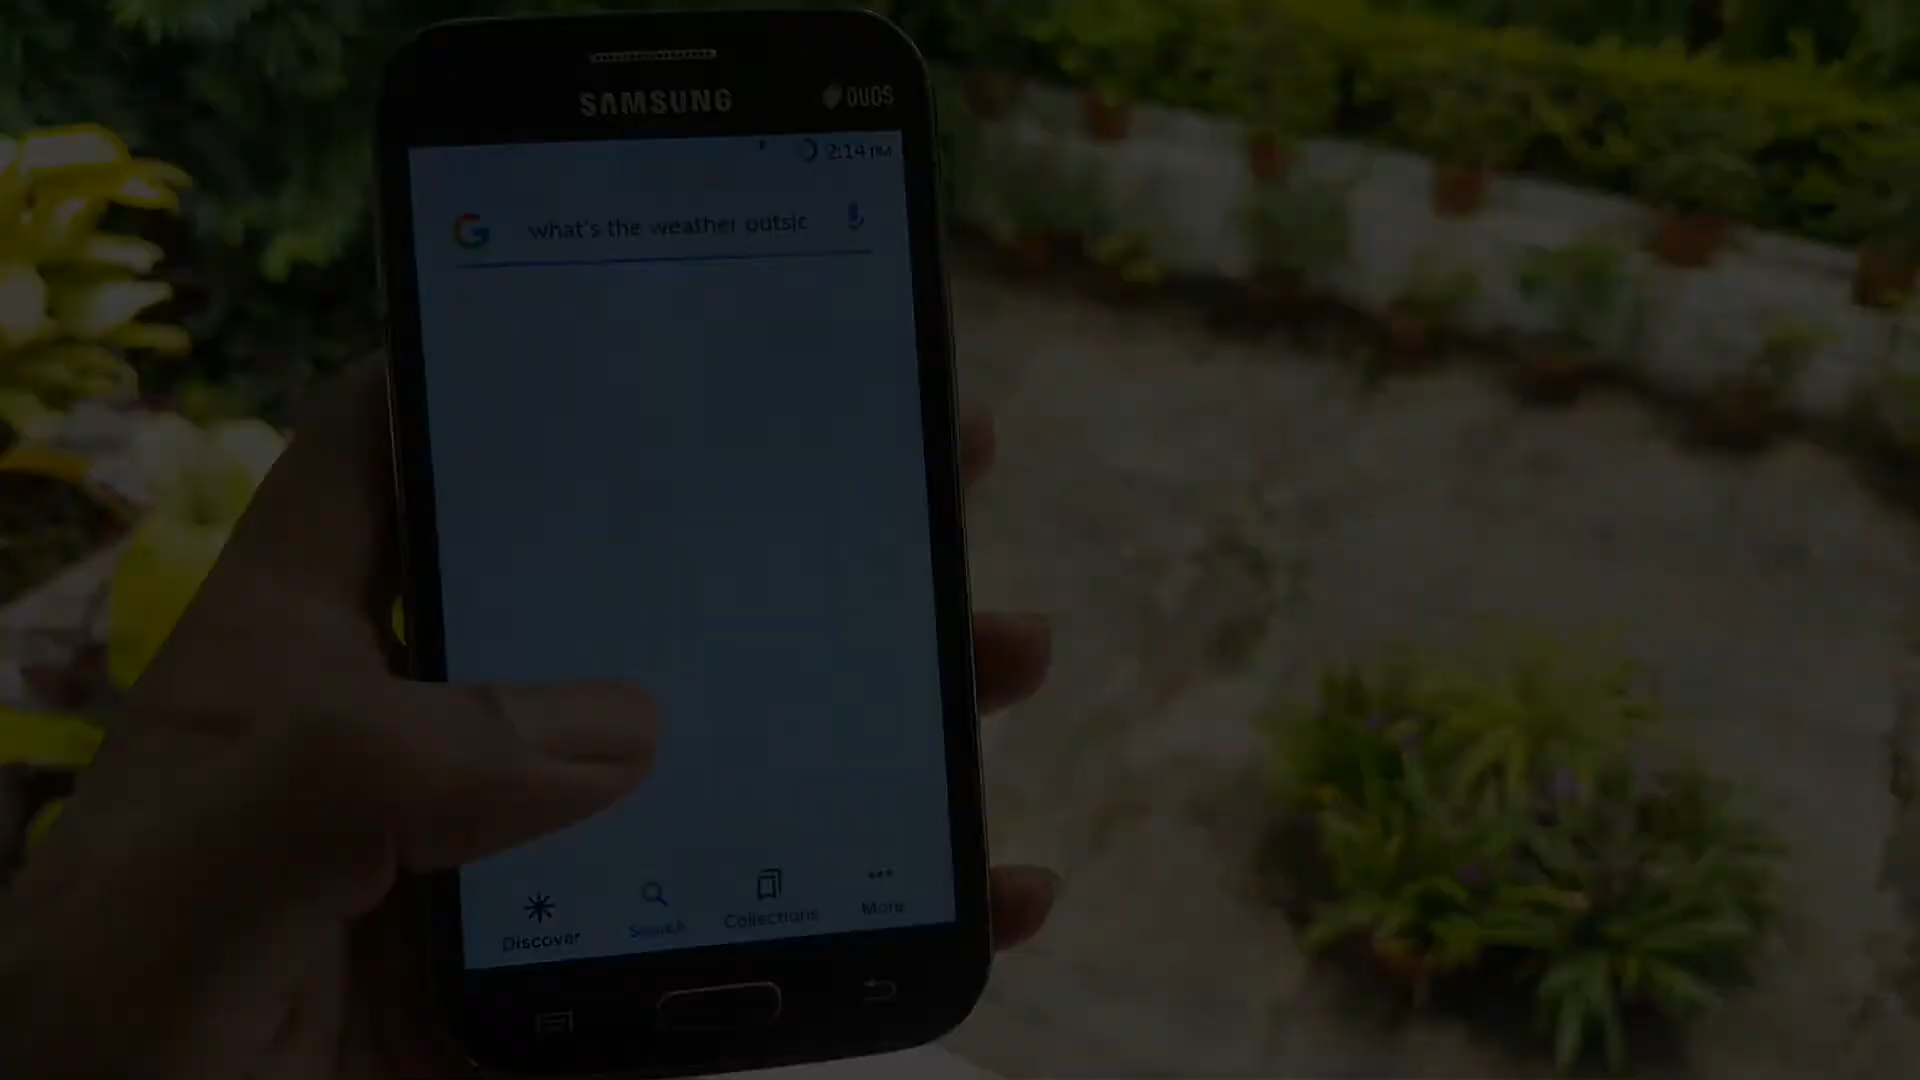 SAMSUNG
DUOS
2:14 PM
what's the weather outsic
Discover
Search
Collections
More